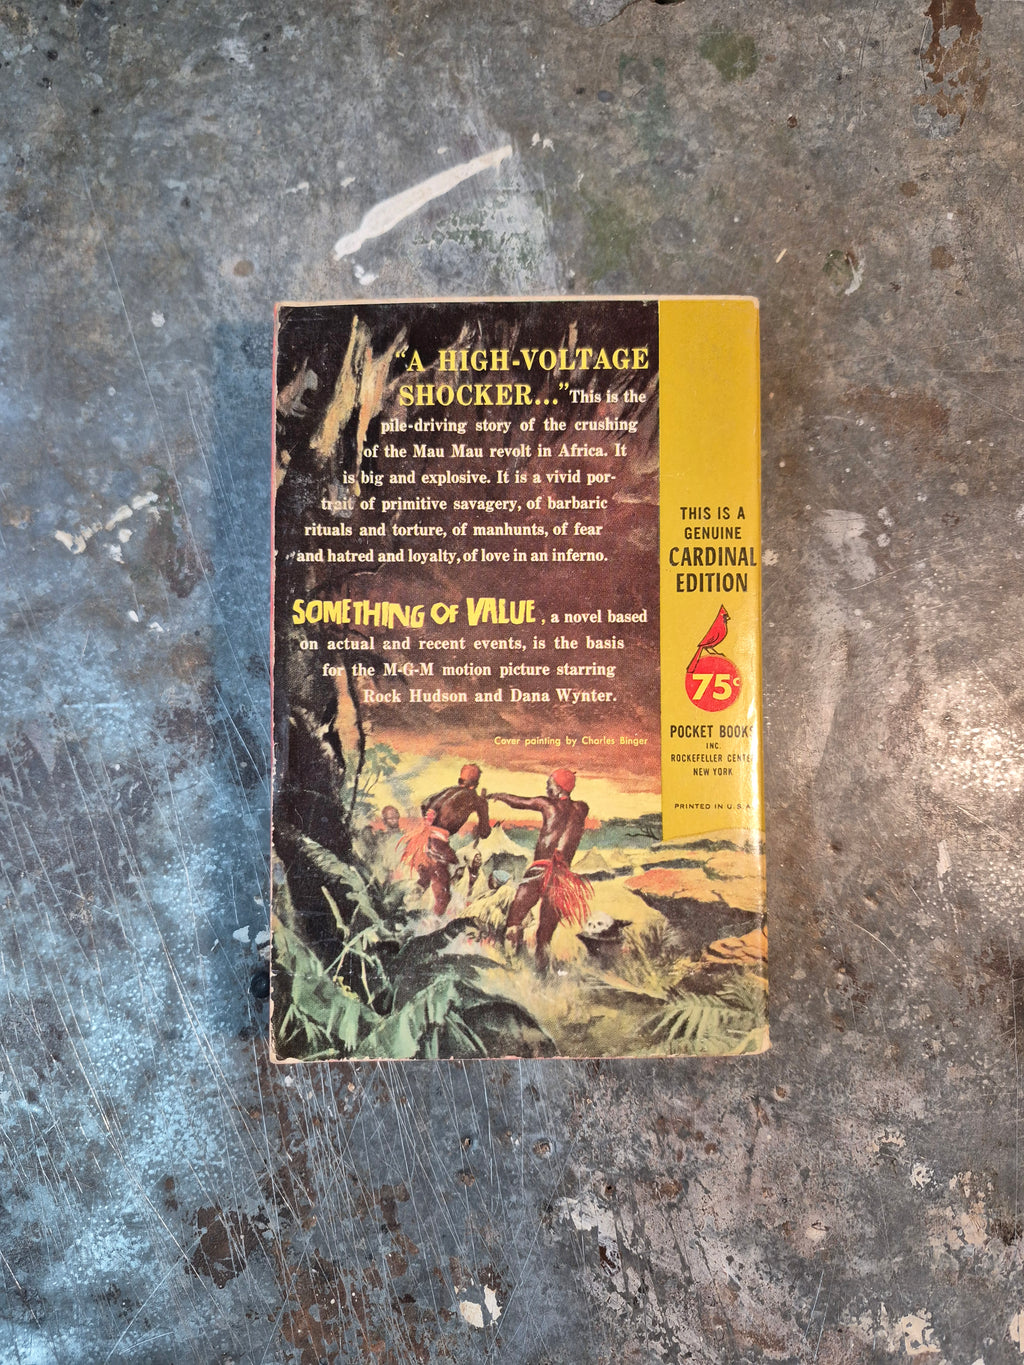 “A HIGH-VOLTAGE
SHOCKER...” This is the
pile-driving story of the crushing
of the Mau Mau revolt in Africa. It
is big and explosive. It is a vivid por-
trait of primitive savagery, of barbaric
rituals and torture, of manhunts, of fear
and hatred and loyalty, of love in an inferno.
SOMETHING OF VALUE, a novel based
on actual and recent events, is the basis
for the M-G-M motion picture starring
Rock Hudson and Dana Wynter.
Cover painting by Charles Binger
THIS IS A
GENUINE
CARDINAL
EDITION
75¢
POCKET BOOKS
INC.
ROCKEFELLER CENTER
NEW YORK
PRINTED IN U.S.A.